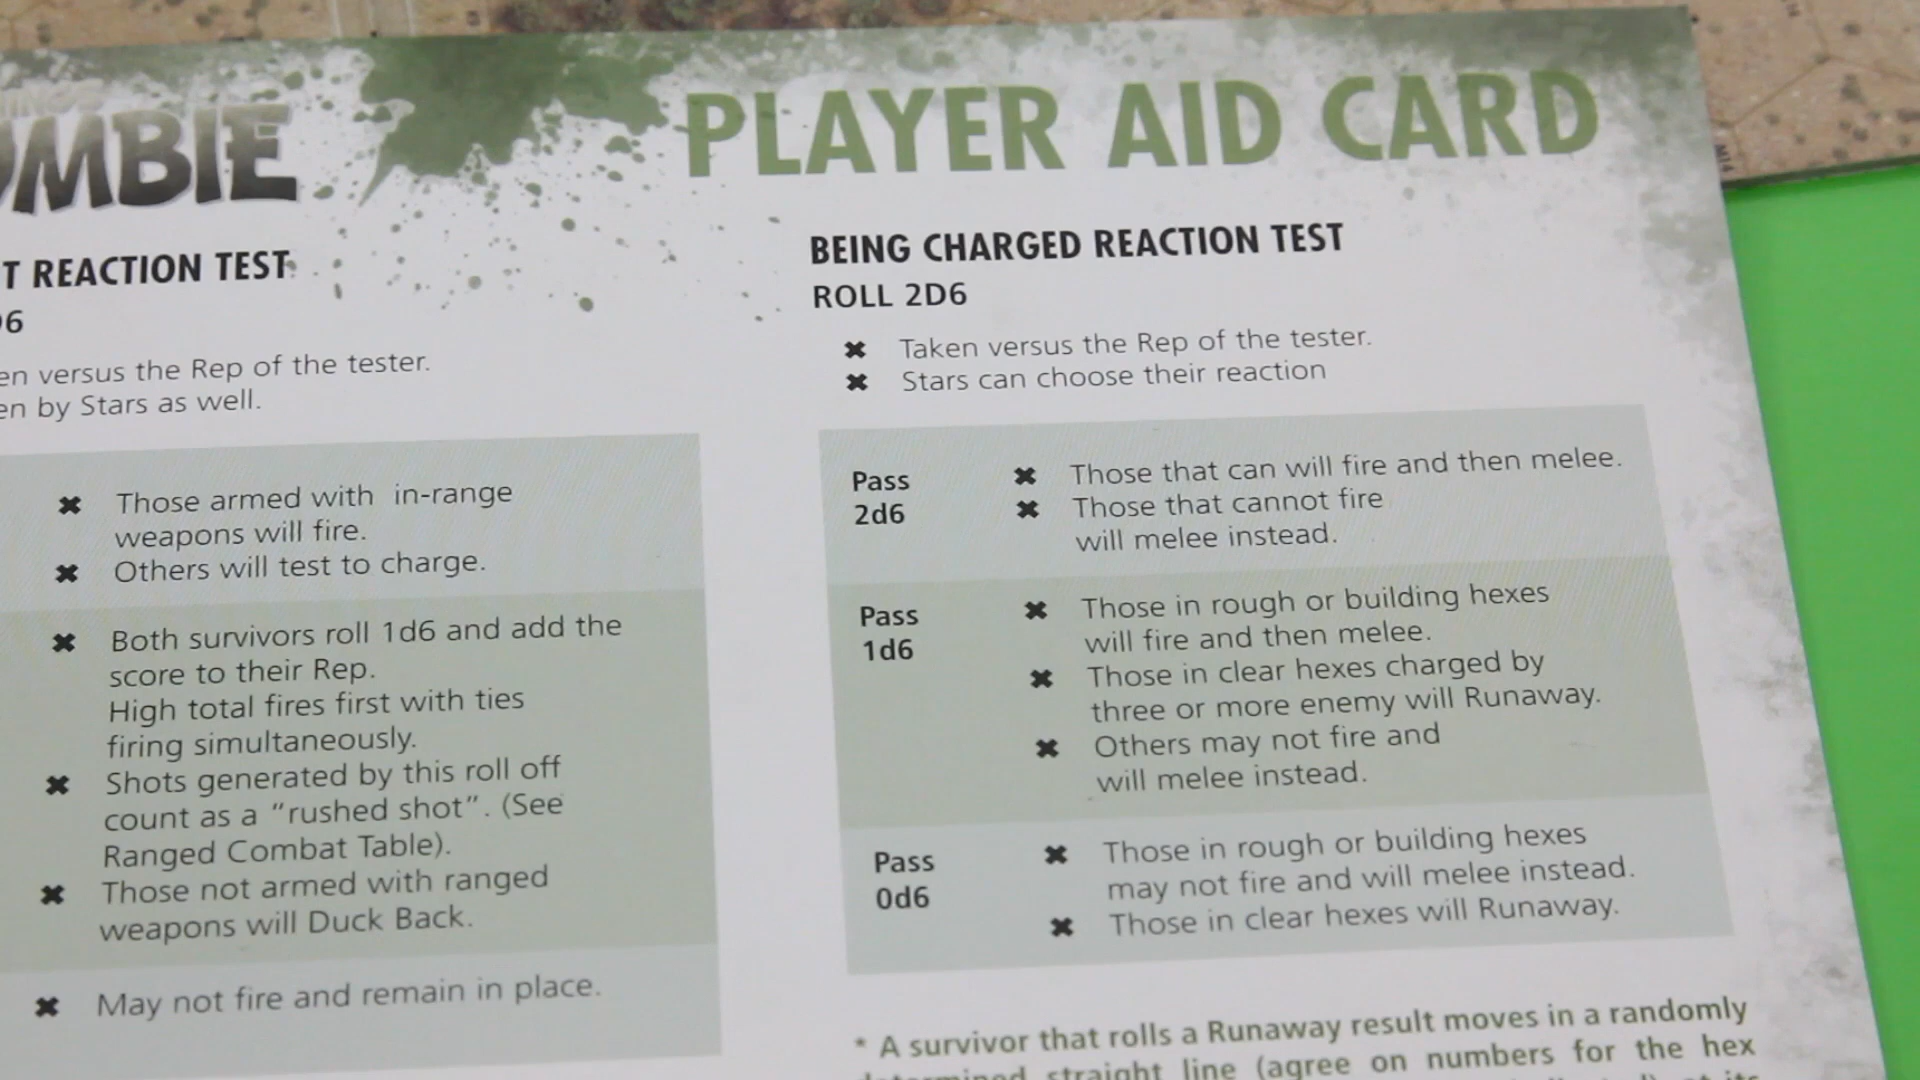 PLAYER AID CARD
T REACTION TEST
versus the Rep of the tester.
by Stars as well.
✖ Those armed with in-range
weapons will fire.
✖ Others will test to charge.
✖ Both survivors roll 1d6 and add the
score to their Rep.
High total fires first with ties
firing simultaneously.
✖ Shots generated by this roll off
count as a “rushed shot”. (See
Ranged Combat Table).
✖ Those not armed with ranged
weapons will Duck Back.
✖ May not fire and remain in place.
BEING CHARGED REACTION TEST
ROLL 2D6
✖ Taken versus the Rep of the tester.
✖ Stars can choose their reaction
Pass
2d6
✖ Those that can will fire and then melee.
✖ Those that cannot fire
will melee instead.
Pass
1d6
✖ Those in rough or building hexes
will fire and then melee.
✖ Those in clear hexes charged by
three or more enemy will Runaway.
✖ Others may not fire and
will melee instead.
Pass
0d6
✖ Those in rough or building hexes
may not fire and will melee instead.
✖ Those in clear hexes will Runaway.
* A survivor that rolls a Runaway result moves in a randomly
straight line (agree on numbers for the hex